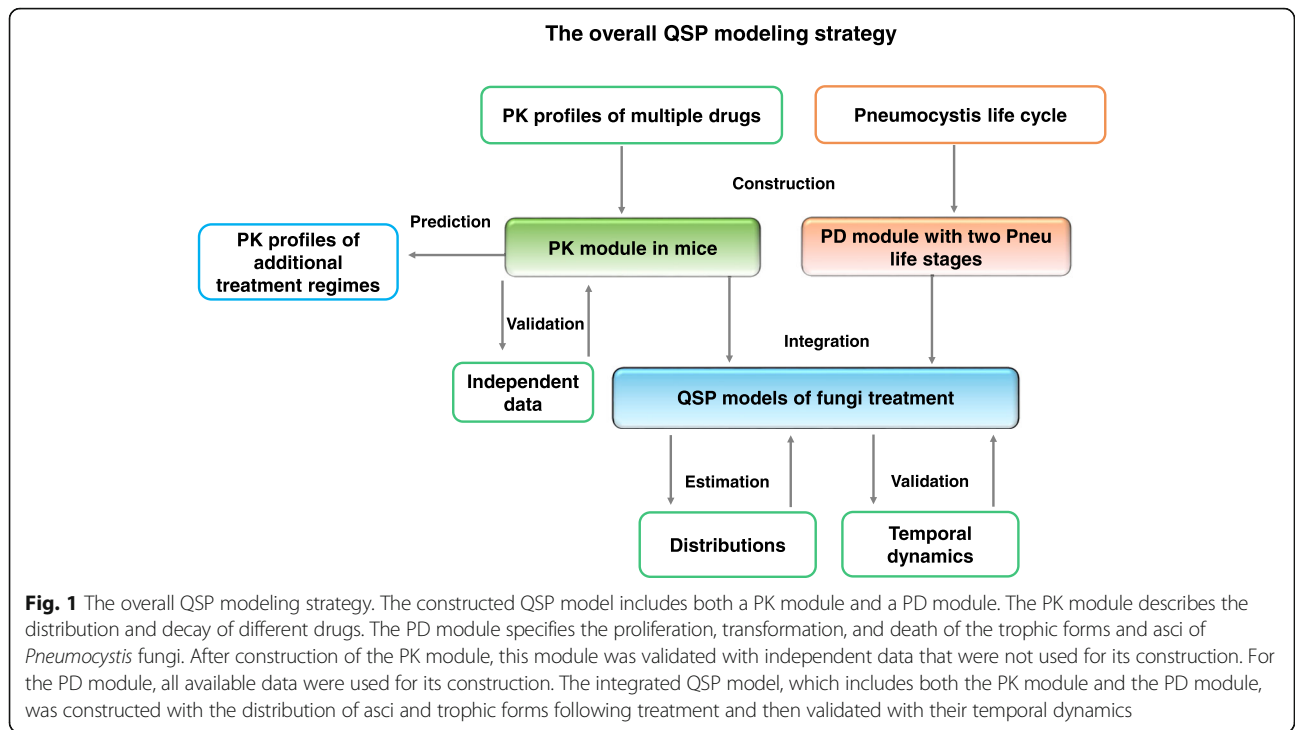 The overall QSP modeling strategy
PK profiles of multiple drugs
Pneumocystis life cycle
Construction
Prediction
PK profiles of
additional
treatment regimes
PK module in mice
PD module with two Pneu
life stages
Validation
Integration
Independent
data
QSP models of fungi treatment
Estimation
Validation
Distributions
Temporal
dynamics
Fig. 1 The overall QSP modeling strategy. The constructed QSP model includes both a PK module and a PD module. The PK module describes the
distribution and decay of different drugs. The PD module specifies the proliferation, transformation, and death of the trophic forms and asci of
Pneumocystis fungi. After construction of the PK module, this module was validated with independent data that were not used for its construction. For
the PD module, all available data were used for its construction. The integrated QSP model, which includes both the PK module and the PD module,
was constructed with the distribution of asci and trophic forms following treatment and then validated with their temporal dynamics